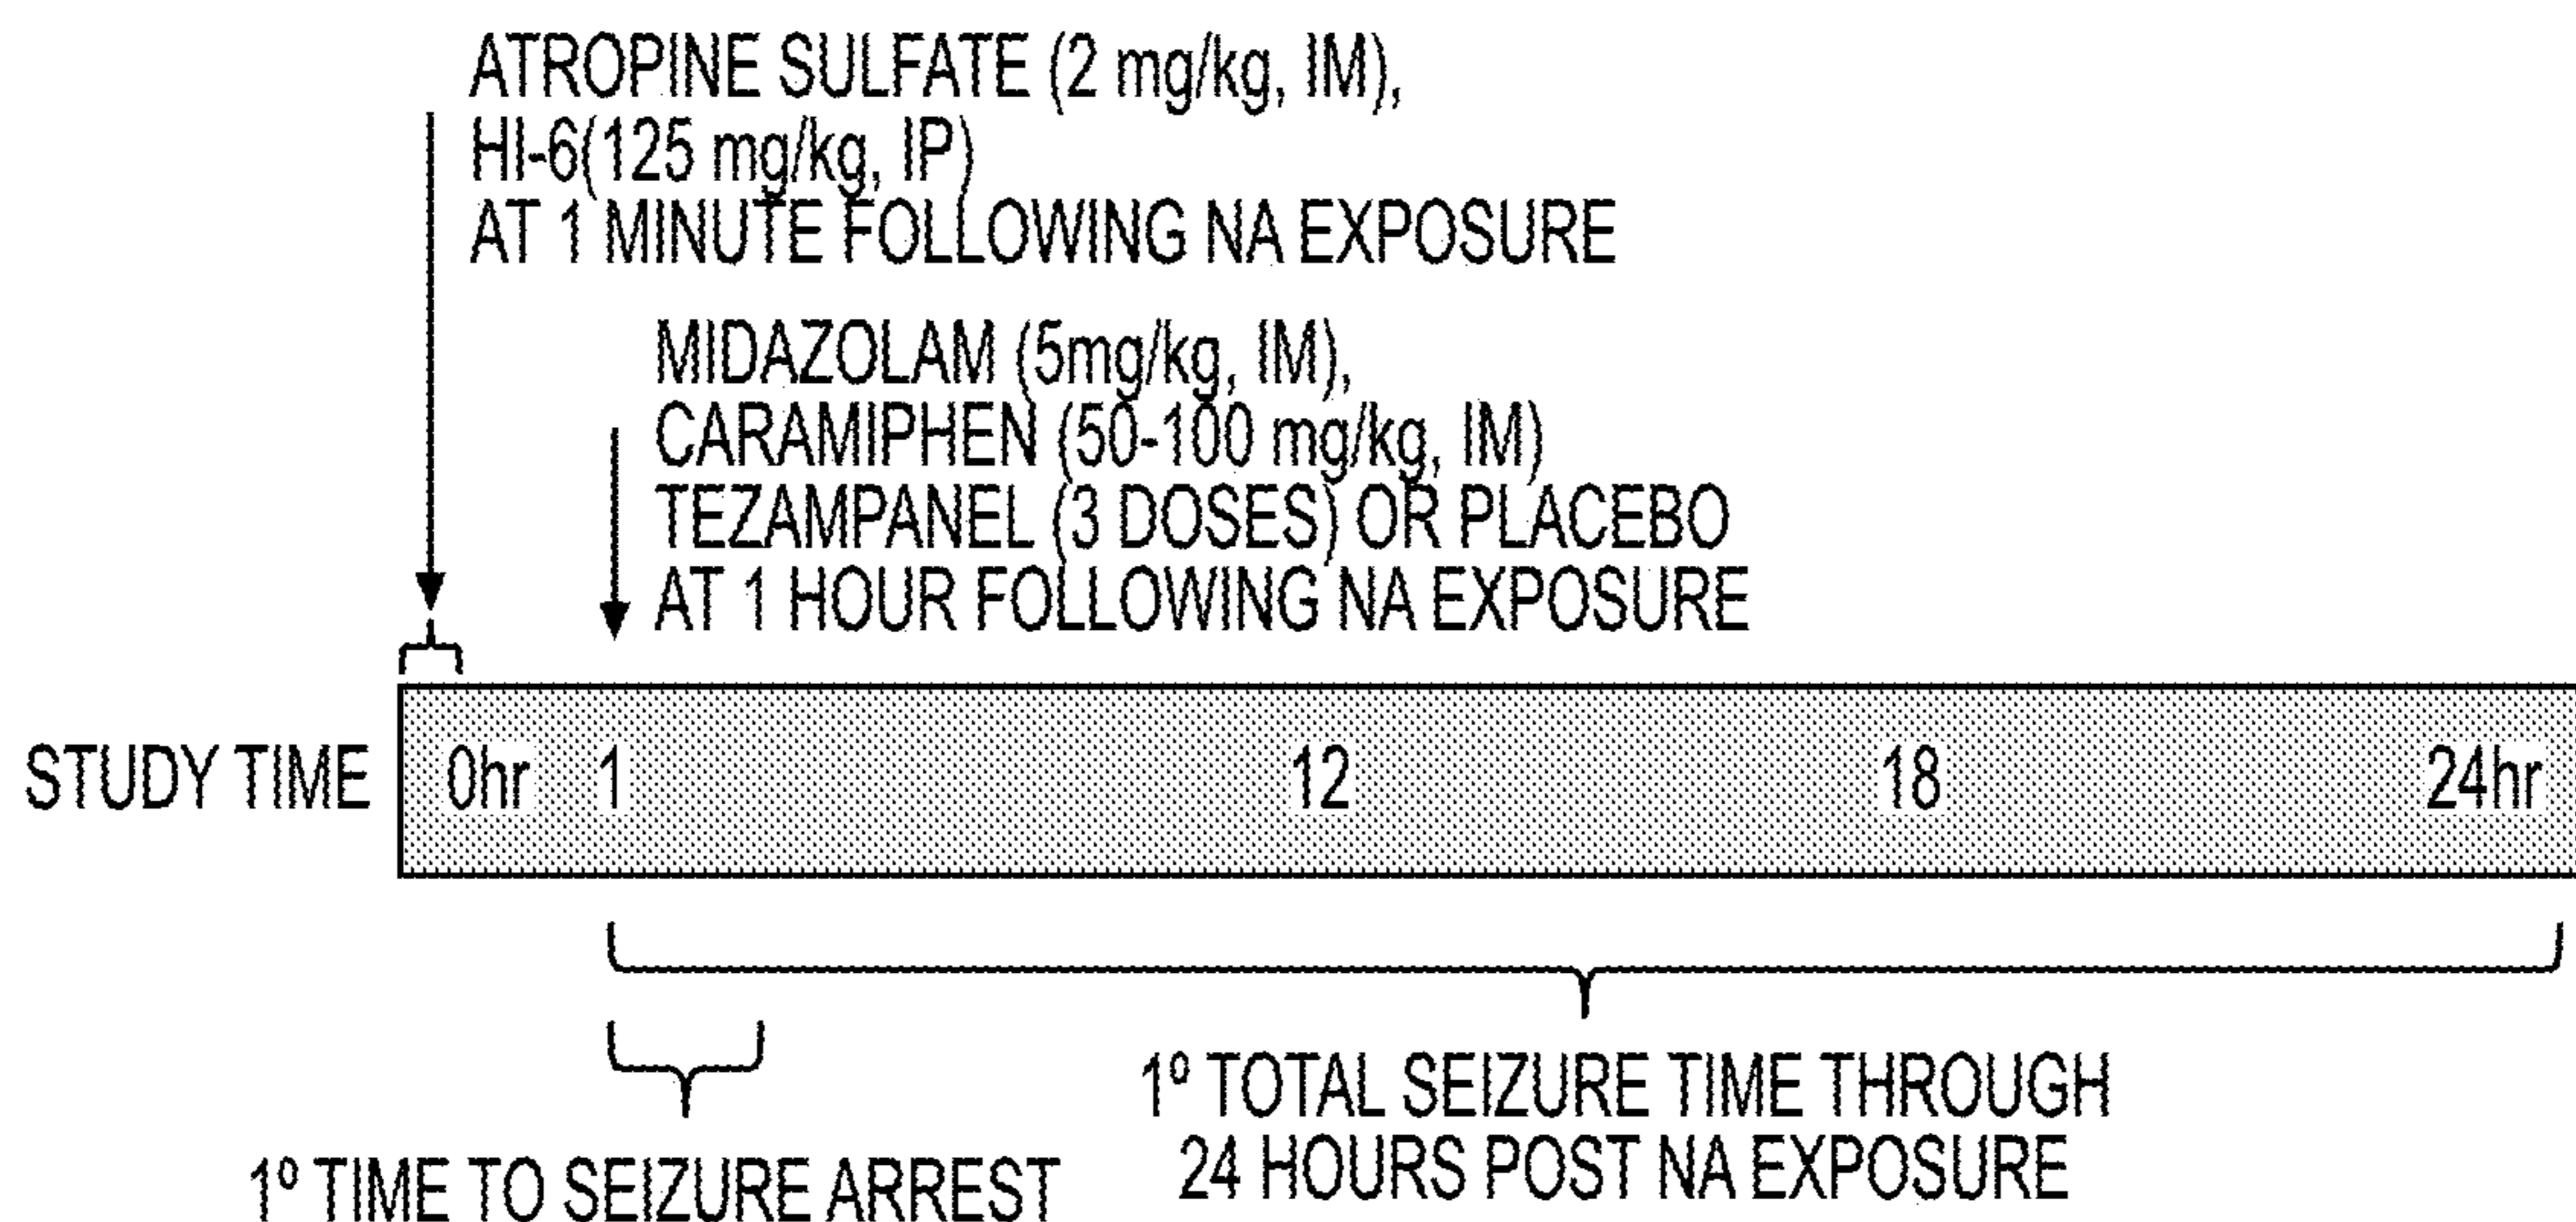 ATROPINE SULFATE (2 mg/kg, IM),
HI-6(125 mg/kg, IP)
AT 1 MINUTE FOLLOWING NA EXPOSURE
MIDAZOLAM (5mg/kg, IM),
CARAMIPHEN (50-100 mg/kg, IM)
TEZAMPANEL (3 DOSES) OR PLACEBO
AT 1 HOUR FOLLOWING NA EXPOSURE
STUDY TIME 0hr 1 12 18 24hr
1º TOTAL SEIZURE TIME THROUGH
24 HOURS POST NA EXPOSURE
1º TIME TO SEIZURE ARREST